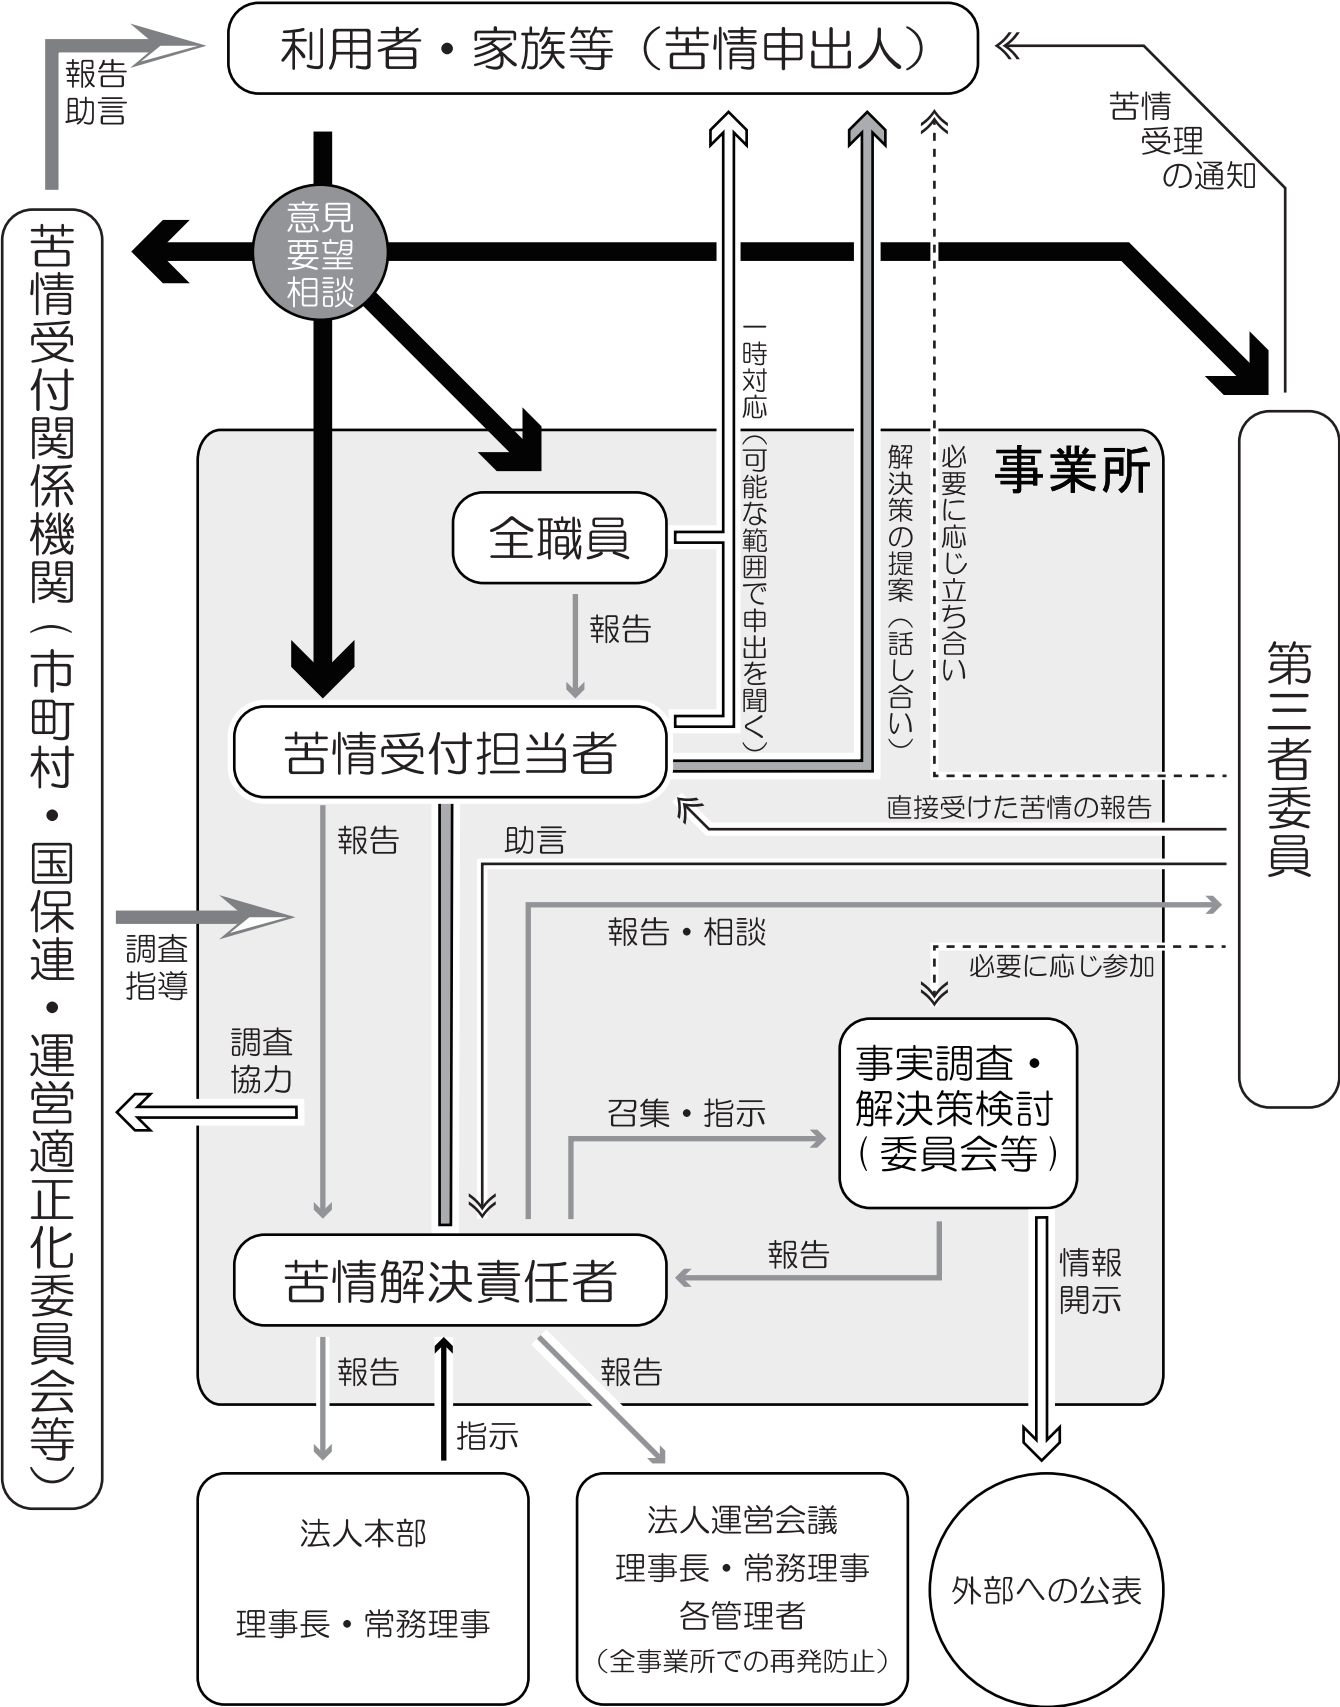 利用者・家族等（苦情申出人）
報告
助言
苦情
受理
の通知
意見
要望
相談
苦情受付関係機関（市町村・国保連・運営適正化委員会等）
事業所
一時対応（可能な範囲で申出を聞く）
解決策の提案（話し合い）
必要に応じ立ち合い
全職員
報告
第三者委員
苦情受付担当者
直接受けた苦情の報告
報告
助言
報告・相談
調査
指導
必要に応じ参加
調査
協力
事実調査・
解決策検討
（委員会等）
召集・指示
報告
苦情解決責任者
情報
開示
報告
報告
指示
法人本部
理事長・常務理事
法人運営会議
理事長・常務理事
各管理者
（全事業所での再発防止）
外部への公表